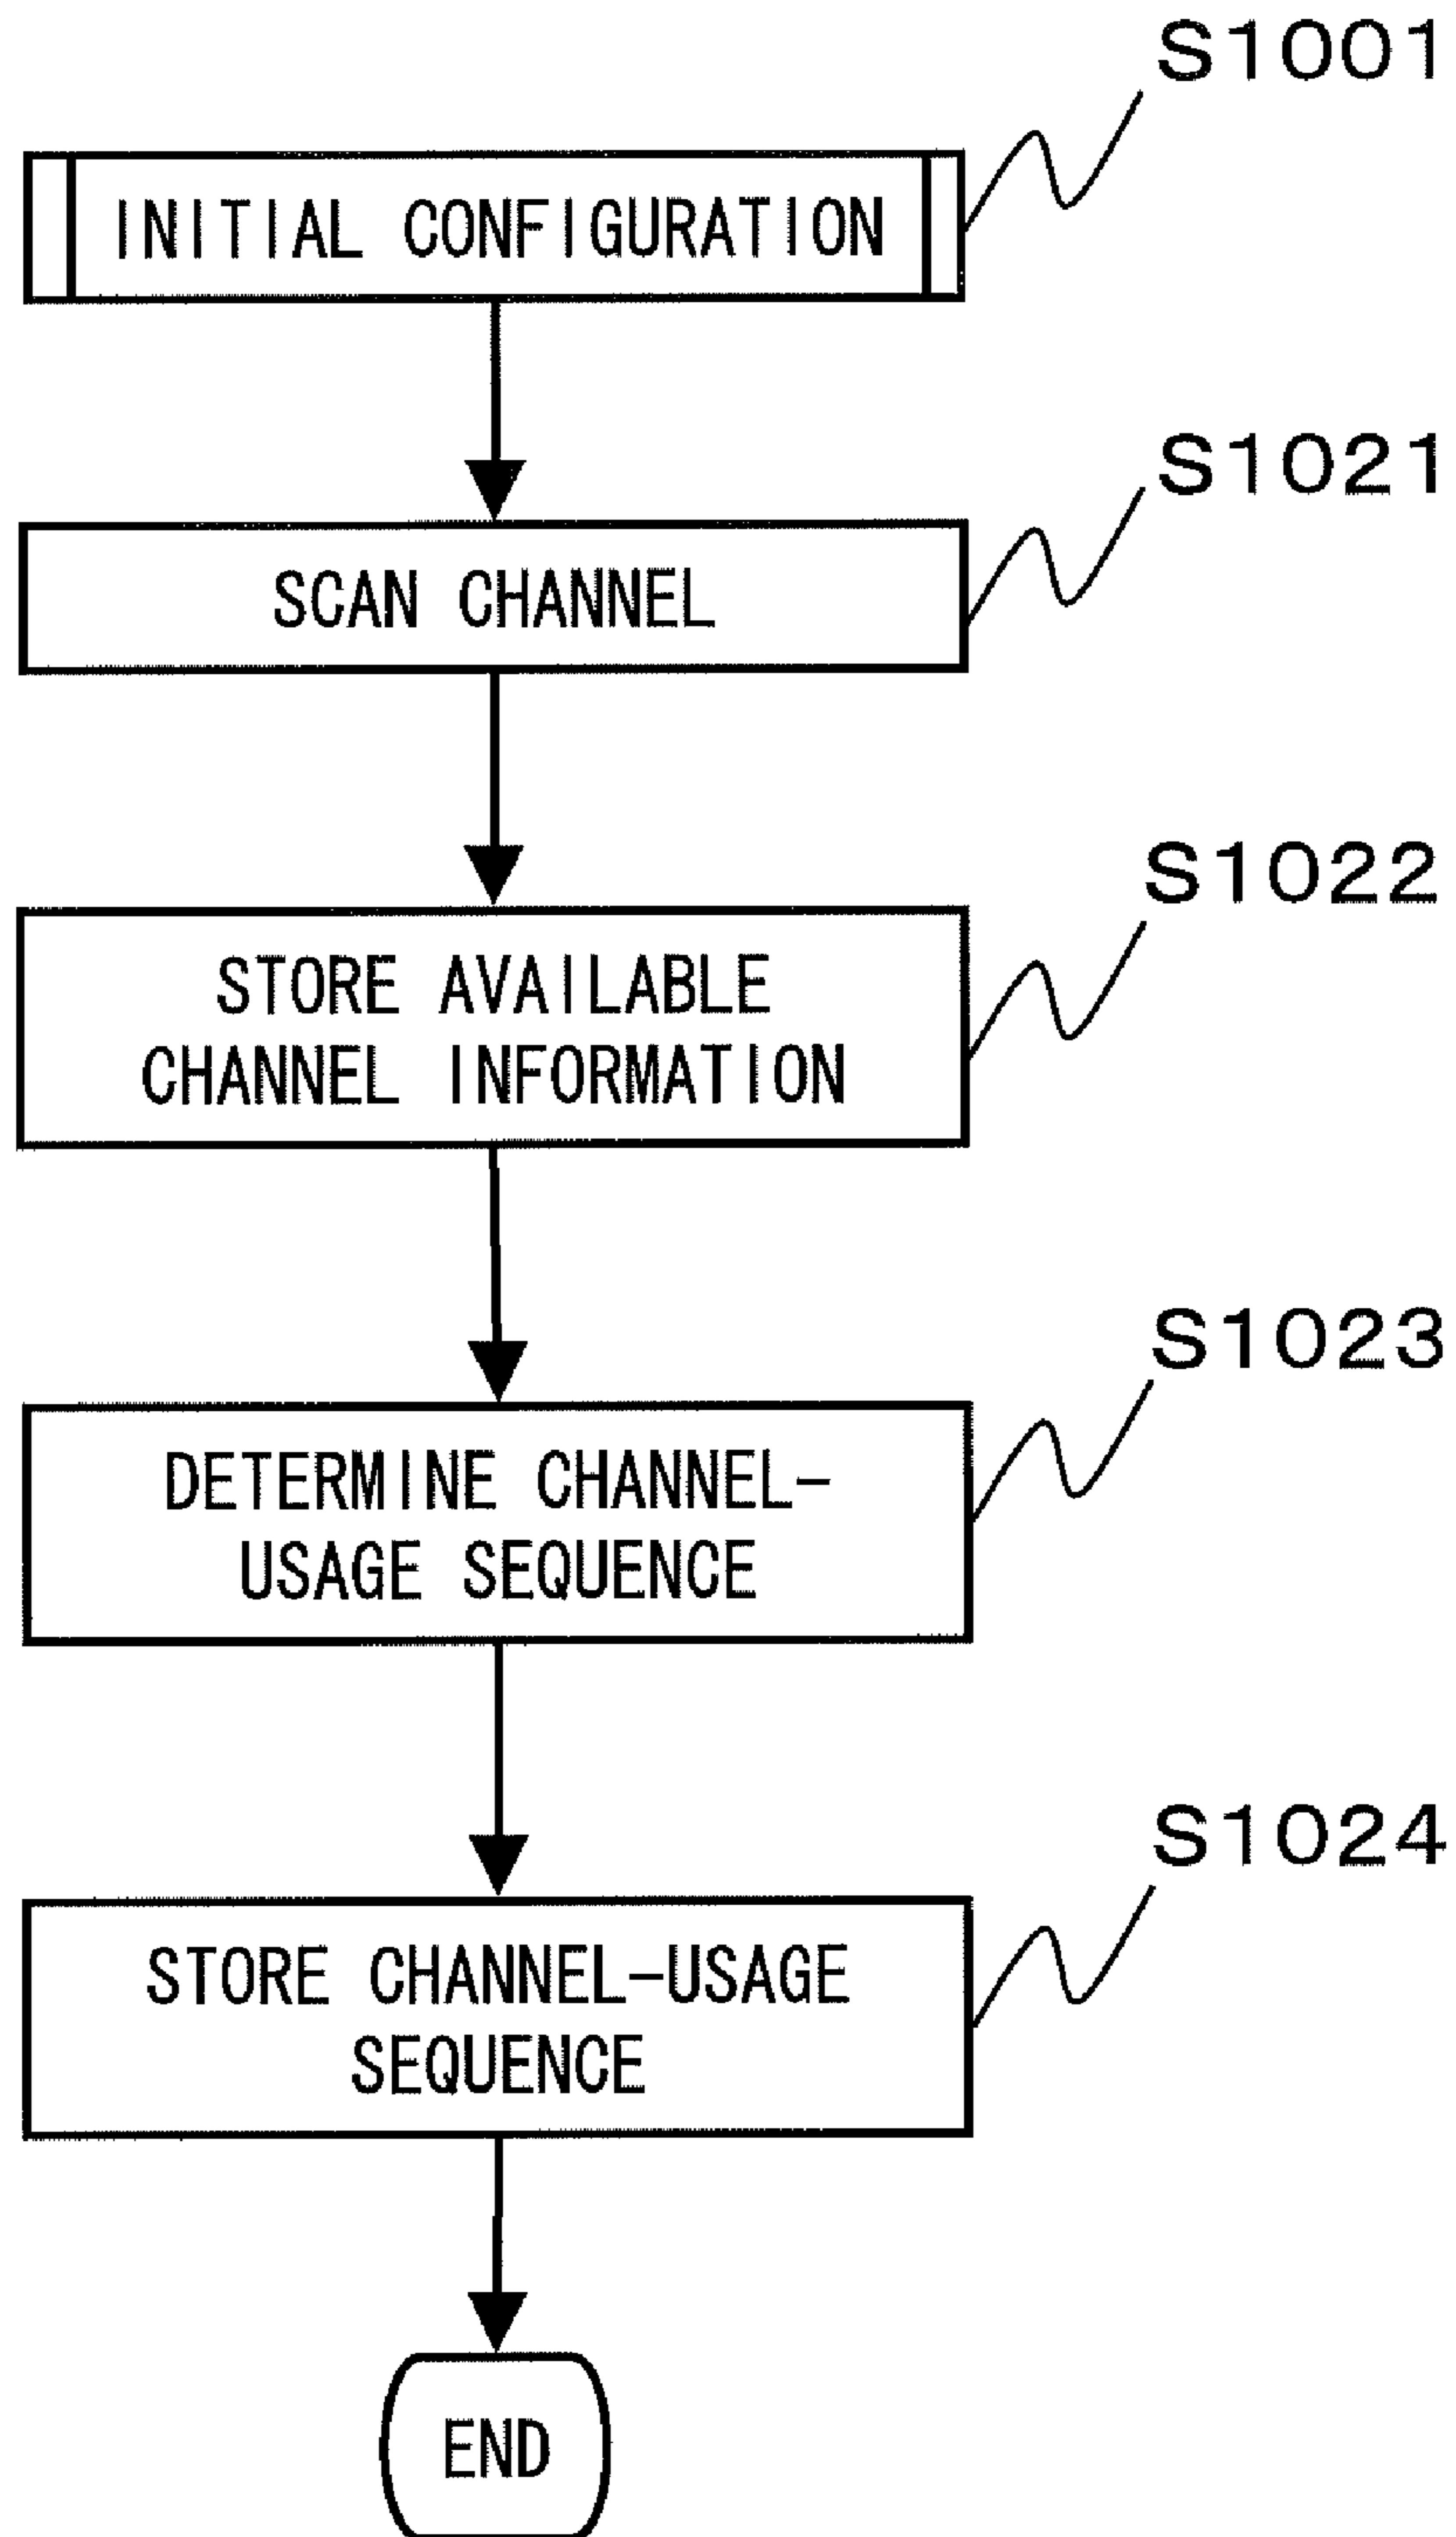 S1001
INITIAL CONFIGURATION
S1021
SCAN CHANNEL
S1022
STORE AVAILABLE
CHANNEL INFORMATION
S1023
DETERMINE CHANNEL-
USAGE SEQUENCE
S1024
STORE CHANNEL-USAGE
SEQUENCE
END